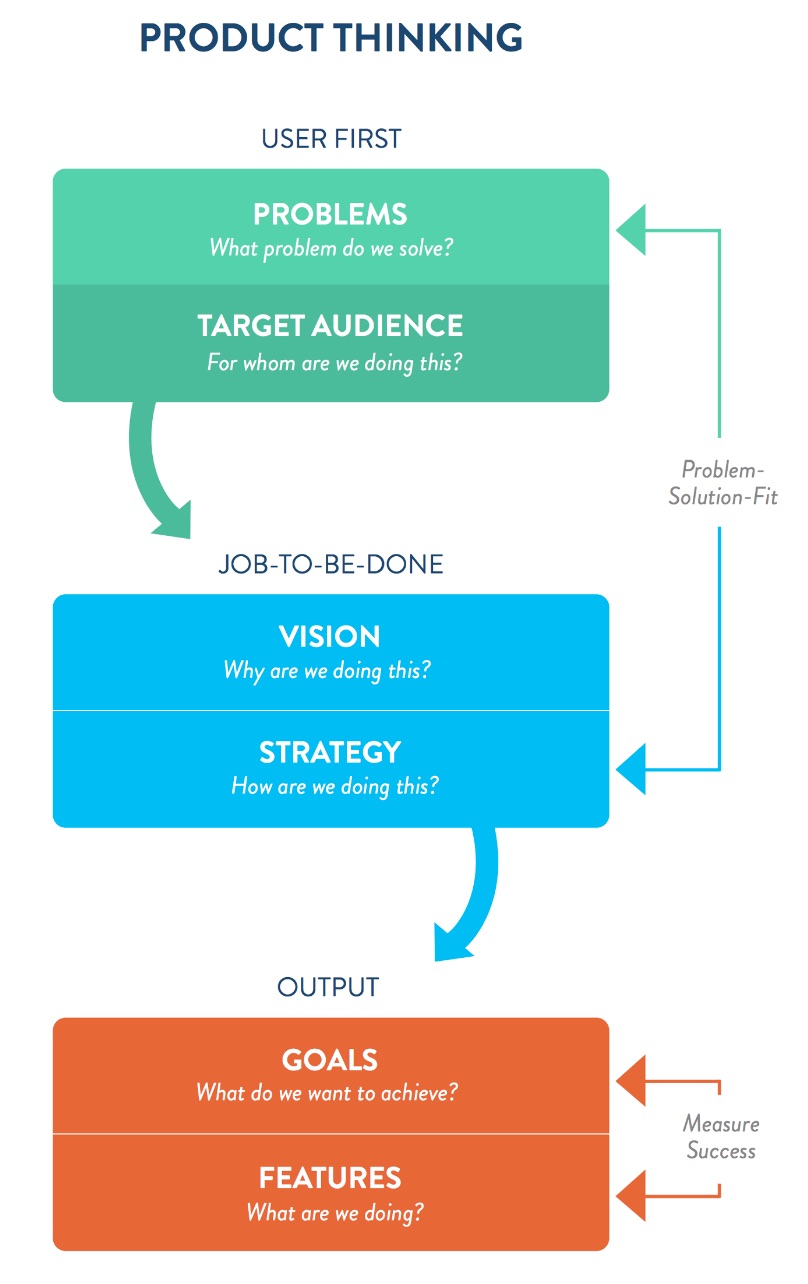 PRODUCT THINKING
USER FIRST
PROBLEMS
What problem do we solve?
TARGET AUDIENCE
For whom are we doing this?
Problem-
Solution-Fit
JOB-TO-BE-DONE
VISION
Why are we doing this?
STRATEGY
How are we doing this?
OUTPUT
GOALS
What do we want to achieve?
Measure
Success
FEATURES
What are we doing?